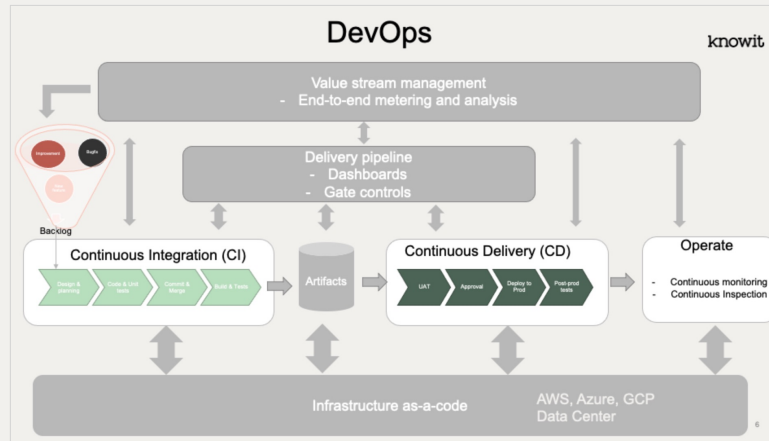 DevOps
knowit
Value stream management
- End-to-end metering and analysis
Improvement
Bugfix
Delivery pipeline
- Dashboards
- Gate controls
Backlog
Continuous Integration (CI)
Design &
planning
Code & Unit
tests
Commit &
Merge
Build & Tests
Artifacts
Continuous Delivery (CD)
UAT
Approval
Deploy to
Prod
Post-prod
tests
Operate
- Continuous monitoring
- Continuous Inspection
Infrastructure as-a-code
AWS, Azure, GCP
Data Center
6